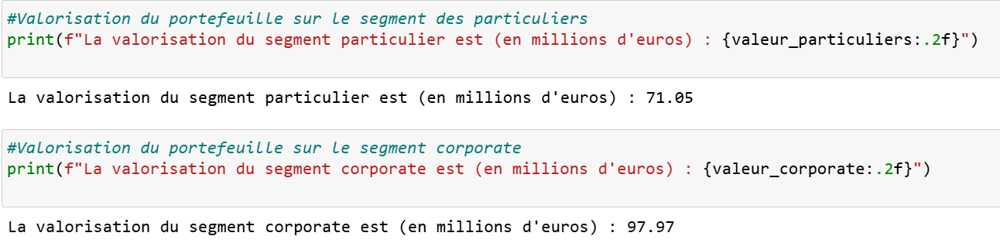 #Valorisation du portefeuille sur le segment des particuliers
print(f"La valorisation du segment particulier est (en millions d'euros) : {valeur_particuliers:.2f}")
La valorisation du segment particulier est (en millions d'euros) : 71.05
#Valorisation du portefeuille sur le segment corporate
print(f"La valorisation du segment corporate est (en millions d'euros) : {valeur_corporate:.2f}")
La valorisation du segment corporate est (en millions d'euros) : 97.97